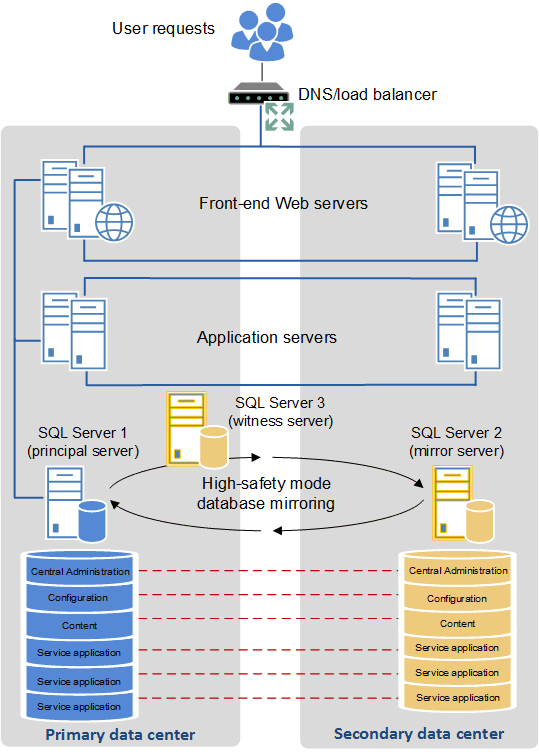 User requests
DNS/load balancer
Front-end Web servers
Application servers
SQL Server 3
(witness server)
SQL Server 1
(principal server)
SQL Server 2
(mirror server)
High-safety mode
database mirroring
Central Administration
Configuration
Content
Service application
Service application
Service application
Central Administration
Configuration
Content
Service application
Service application
Service application
Primary data center
Secondary data center